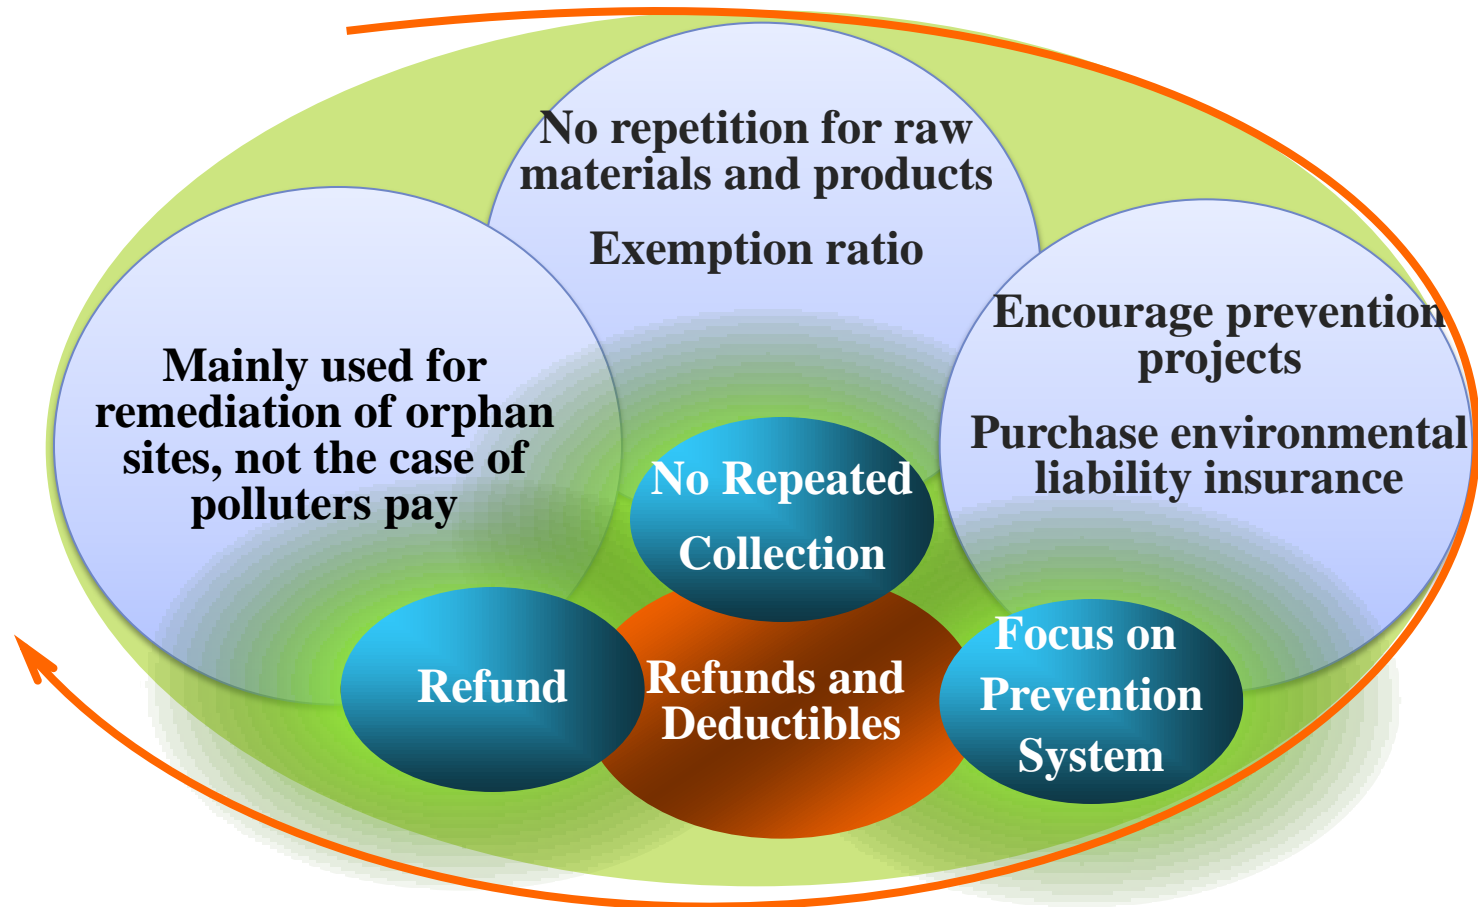 No repetition for raw
materials and products
Exemption ratio
Mainly used for
remediation of orphan
sites, not the case of
polluters pay
Encourage prevention
projects
Purchase environmental
liability insurance
No Repeated
Collection
Refund
Refunds and
Deductibles
Focus on
Prevention
System